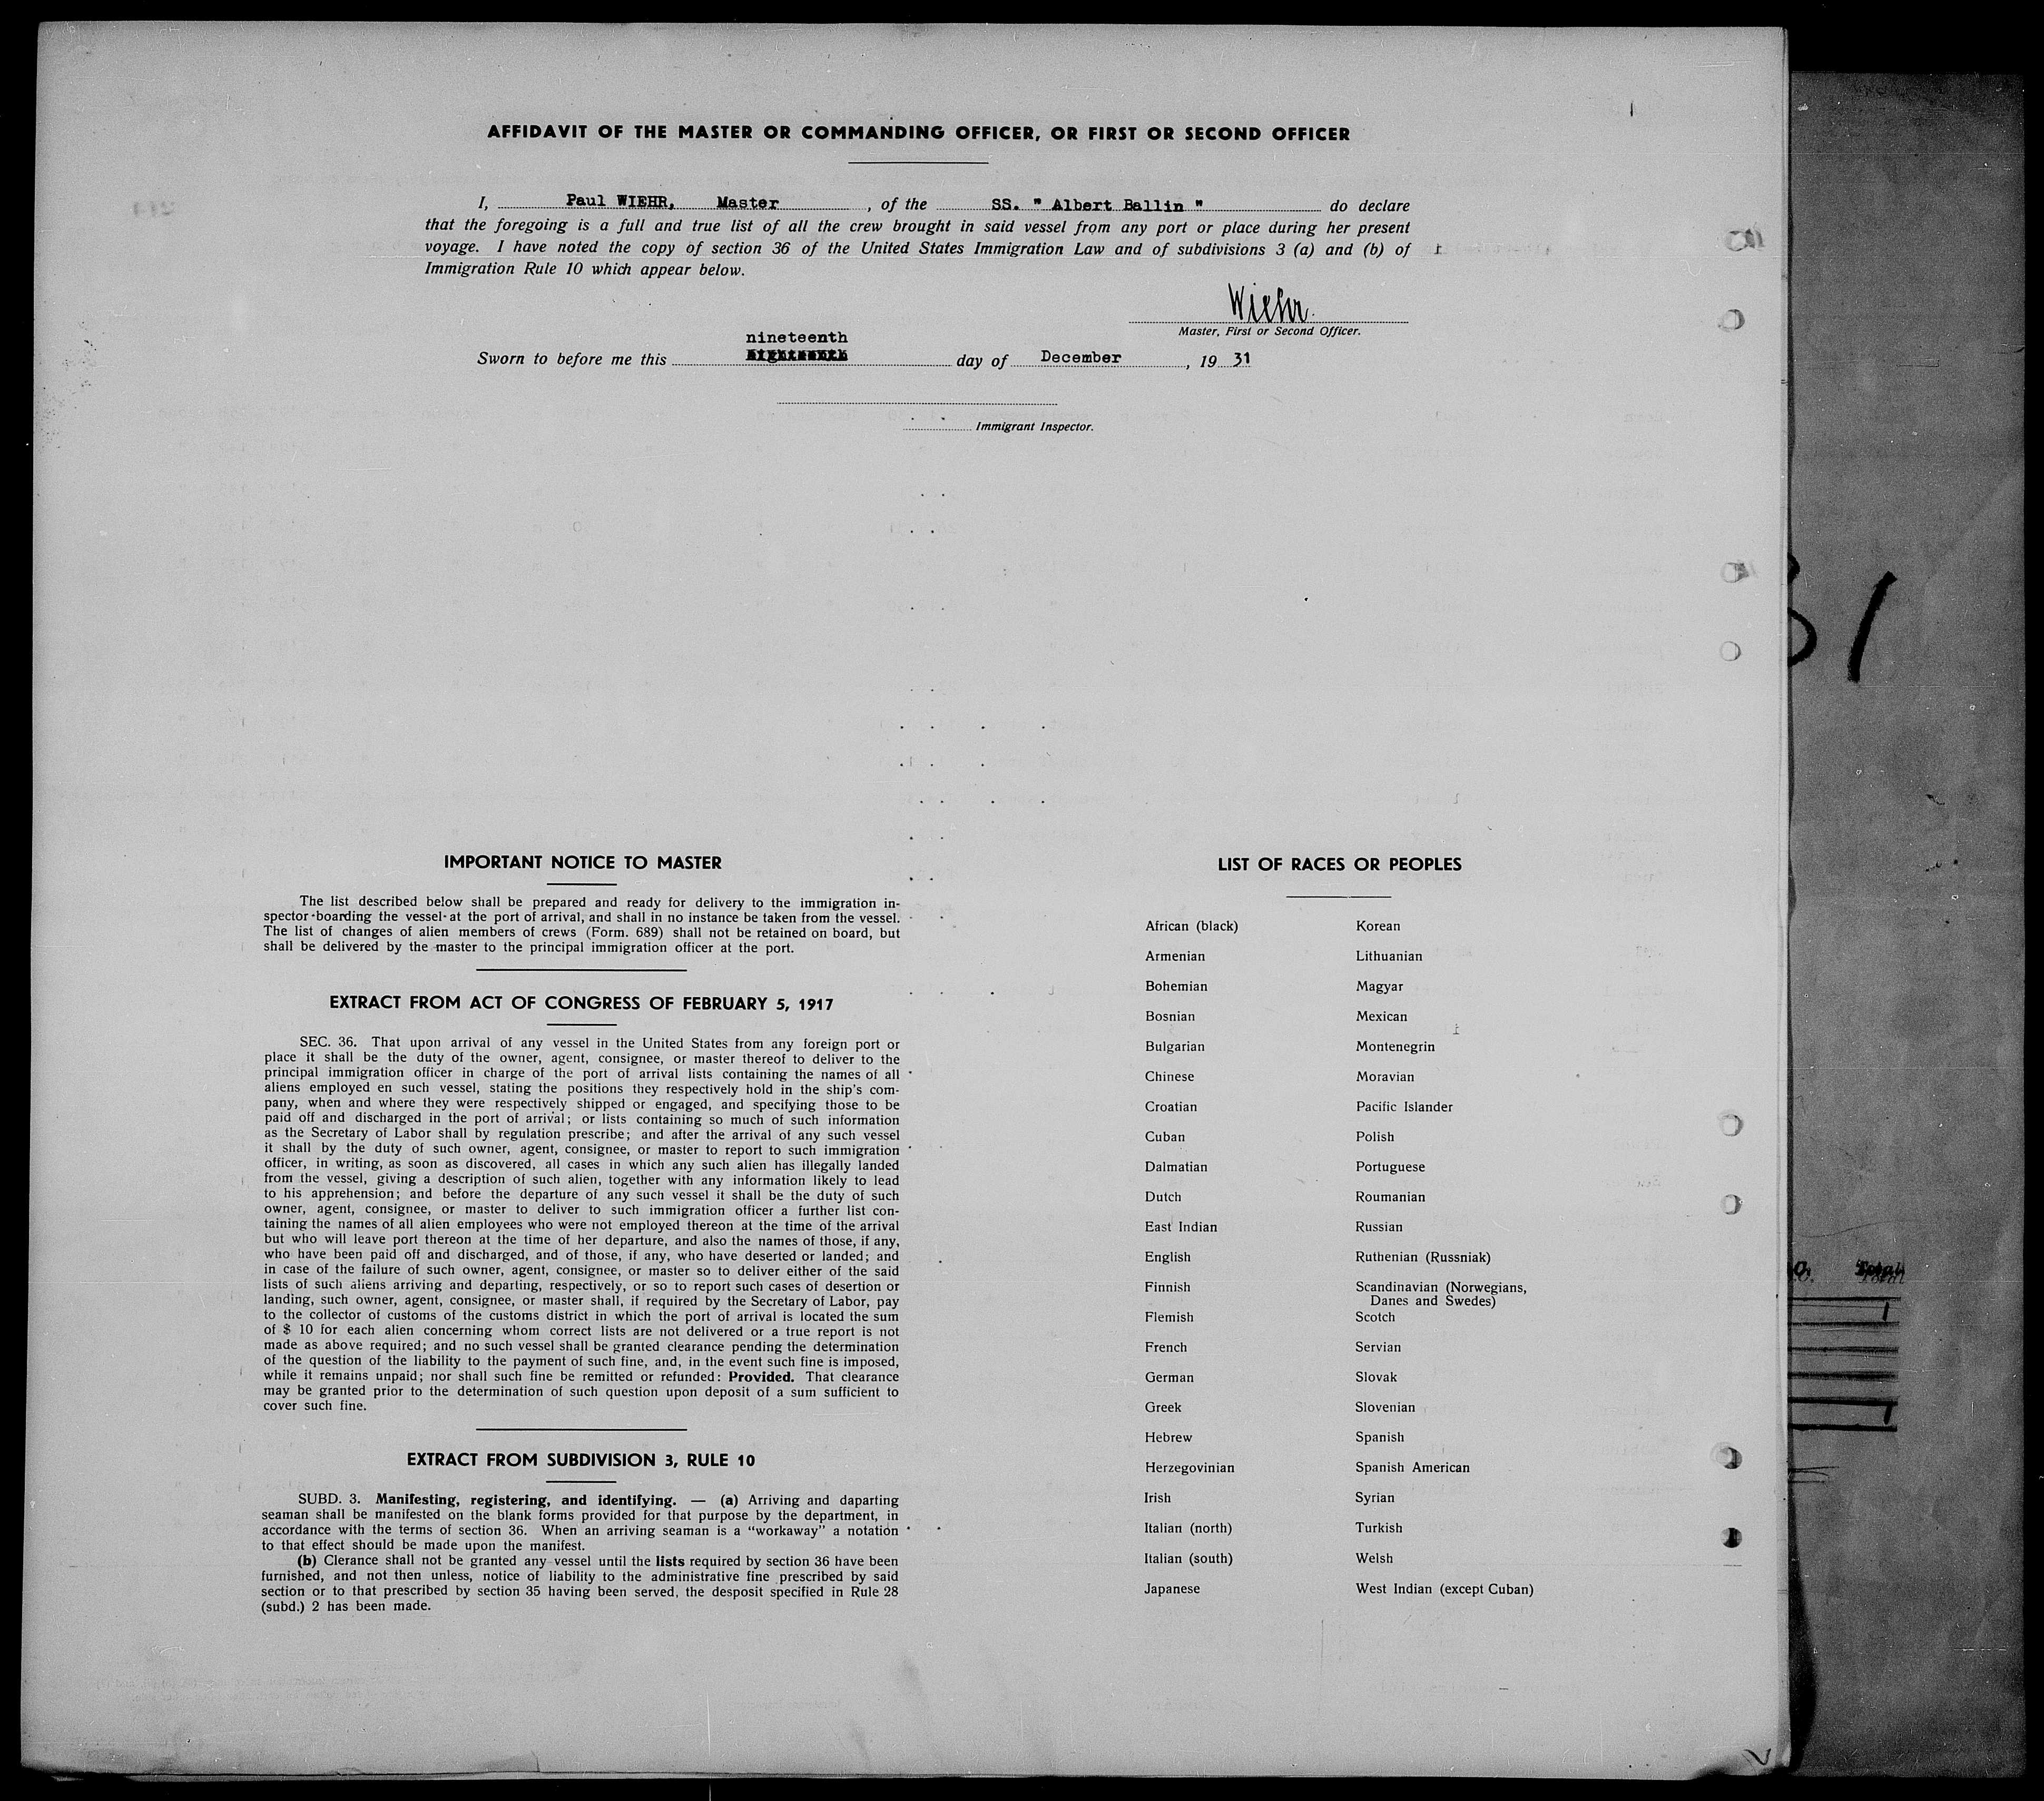 AFFIDAVIT OF THE MASTER OR COMMANDING OFFICER, OR FIRST OR SECOND OFFICER
I, Paul WIEHR, Master , of the SS. " Albert Ballin " do declare
that the foregoing is a full and true list of all the crew brought in said vessel from any port or place during her present
voyage. I have noted the copy of section 36 of the United States Immigration Law and of subdivisions 3 (a) and (b) of
Immigration Rule 10 which appear below.
Wiehr.
Master, First or Second Officer.
nineteenth
Sworn to before me this eighteenth day of December , 19 31
Immigrant Inspector.
IMPORTANT NOTICE TO MASTER
The list described below shall be prepared and ready for delivery to the immigration in-
spector boarding the vessel at the port of arrival, and shall in no instance be taken from the vessel.
The list of changes of alien members of crews (Form. 689) shall not be retained on board, but
shall be delivered by the master to the principal immigration officer at the port.
EXTRACT FROM ACT OF CONGRESS OF FEBRUARY 5, 1917
SEC. 36. That upon arrival of any vessel in the United States from any foreign port or
place it shall be the duty of the owner, agent, consignee, or master thereof to deliver to the
principal immigration officer in charge of the port of arrival lists containing the names of all
aliens employed en such vessel, stating the positions they respectively hold in the ship's com-
pany, when and where they were respectively shipped or engaged, and specifying those to be
paid off and discharged in the port of arrival; or lists containing so much of such information
as the Secretary of Labor shall by regulation prescribe; and after the arrival of any such vessel
it shall by the duty of such owner, agent, consignee, or master to report to such immigration
officer, in writing, as soon as discovered, all cases in which any such alien has illegally landed
from the vessel, giving a description of such alien, together with any information likely to lead
to his apprehension; and before the departure of any such vessel it shall be the duty of such
owner, agent, consignee, or master to deliver to such immigration officer a further list con-
taining the names of all alien employees who were not employed thereon at the time of the arrival
but who will leave port thereon at the time of her departure, and also the names of those, if any,
who have been paid off and discharged, and of those, if any, who have deserted or landed; and
in case of the failure of such owner, agent, consignee, or master so to deliver either of the said
lists of such aliens arriving and departing, respectively, or so to report such cases of desertion or
landing, such owner, agent, consignee, or master shall, if required by the Secretary of Labor, pay
to the collector of customs of the customs district in which the port of arrival is located the sum
of $ 10 for each alien concerning whom correct lists are not delivered or a true report is not
made as above required; and no such vessel shall be granted clearance pending the determination
of the question of the liability to the payment of such fine, and, in the event such fine is imposed,
while it remains unpaid; nor shall such fine be remitted or refunded: Provided. That clearance
may be granted prior to the determination of such question upon deposit of a sum sufficient to
cover such fine.
EXTRACT FROM SUBDIVISION 3, RULE 10
SUBD. 3. Manifesting, registering, and identifying. — (a) Arriving and daparting
seaman shall be manifested on the blank forms provided for that purpose by the department, in
accordance with the terms of section 36. When an arriving seaman is a "workaway" a notation
to that effect should be made upon the manifest.
(b) Clerance shall not be granted any vessel until the lists required by section 36 have been
furnished, and not then unless, notice of liability to the administrative fine prescribed by said
section or to that prescribed by section 35 having been served, the desposit specified in Rule 28
(subd.) 2 has been made.
LIST OF RACES OR PEOPLES
African (black)
Armenian
Bohemian
Bosnian
Bulgarian
Chinese
Croatian
Cuban
Dalmatian
Dutch
East Indian
English
Finnish
Flemish
French
German
Greek
Hebrew
Herzegovinian
Irish
Italian (north)
Italian (south)
Japanese
Korean
Lithuanian
Magyar
Mexican
Montenegrin
Moravian
Pacific Islander
Polish
Portuguese
Roumanian
Russian
Ruthenian (Russniak)
Scandinavian (Norwegians,
Danes and Swedes)
Scotch
Servian
Slovak
Slovenian
Spanish
Spanish American
Syrian
Turkish
Welsh
West Indian (except Cuban)
31
Total
1
1